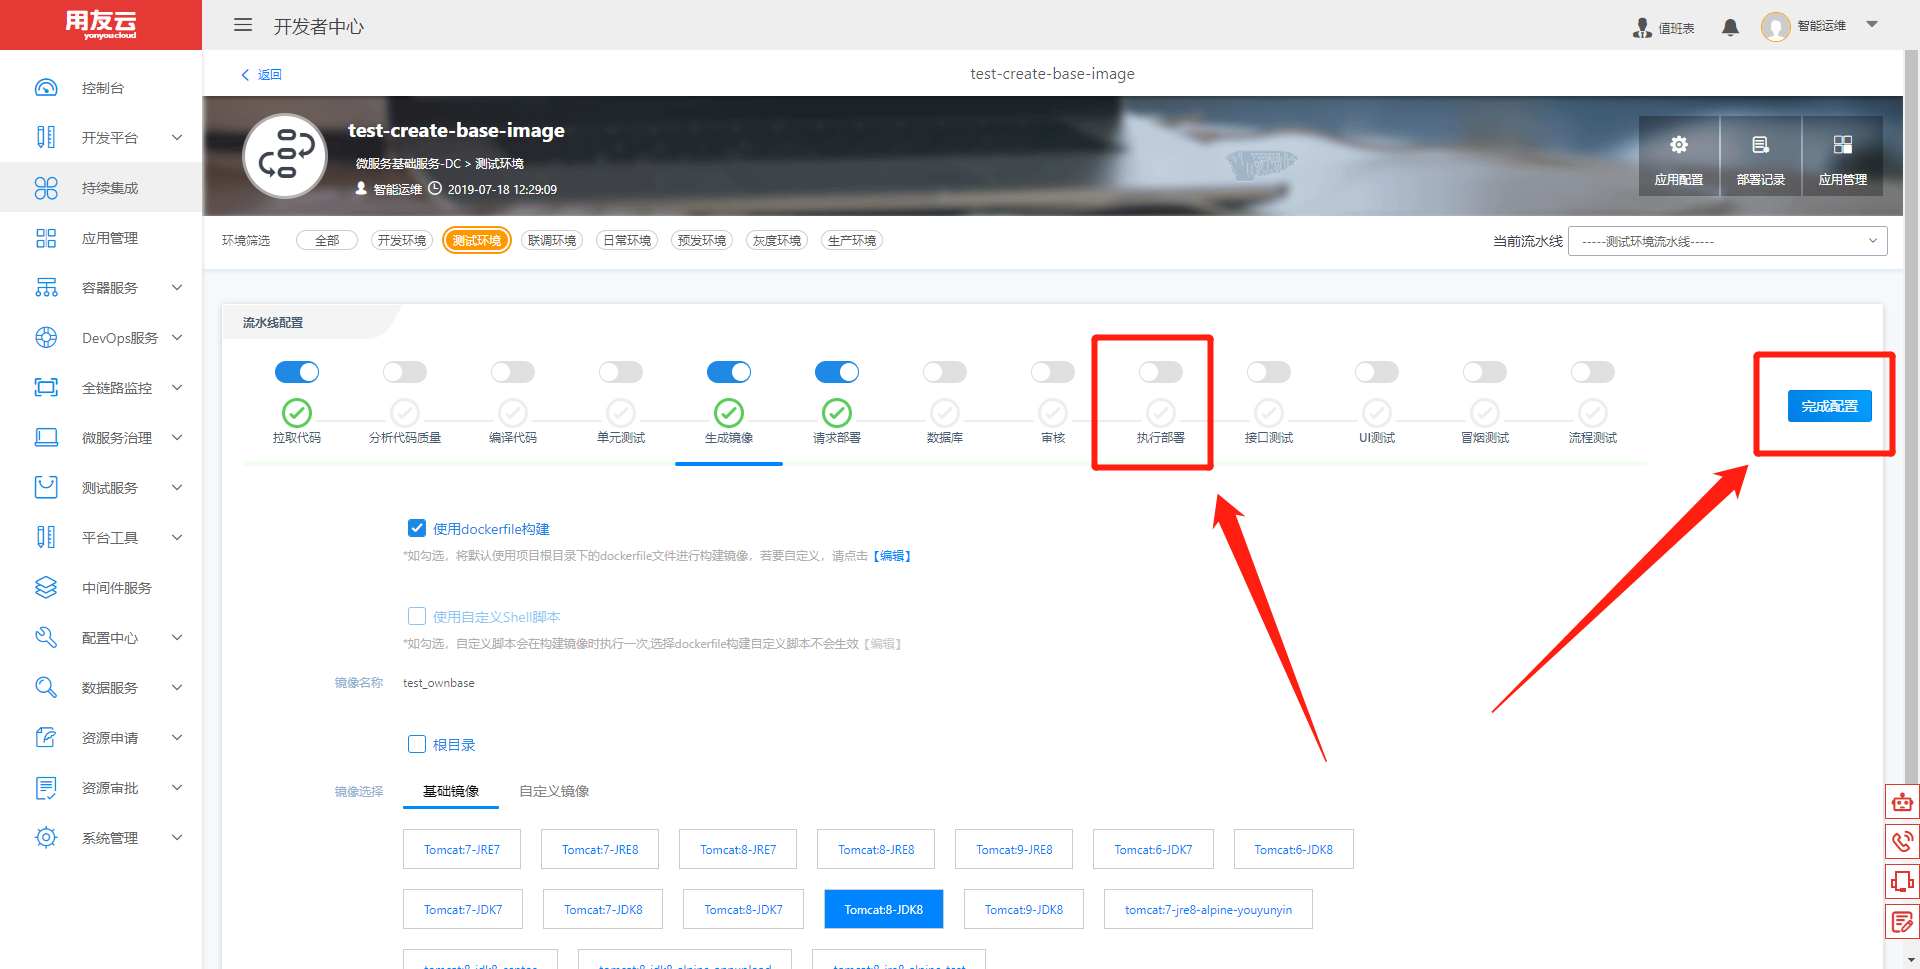 用友云
yonyoucloud
开发者中心
值班表
智能运维
控制台
开发平台
持续集成
应用管理
容器服务
DevOps服务
全链路监控
微服务治理
测试服务
平台工具
中间件服务
配置中心
数据服务
资源申请
资源审批
系统管理
返回
test-create-base-image
test-create-base-image
微服务基础服务-DC > 测试环境
智能运维 2019-07-18 12:29:09
应用配置 部署记录 应用管理
环境筛选 全部 开发环境 测试环境 联调环境 日常环境 预发环境 灰度环境 生产环境
当前流水线 -----测试环境流水线-----
流水线配置
拉取代码 分析代码质量 编译代码 单元测试 生成镜像 请求部署 数据库 审核 执行部署 接口测试 UI测试 冒烟测试 流程测试
完成配置
使用dockerfile构建
*如勾选，将默认使用项目根目录下的dockerfile文件进行构建镜像，若要自定义，请点击【编辑】
使用自定义Shell脚本
*如勾选，自定义脚本会在构建镜像时执行一次,选择dockerfile构建自定义脚本不会生效【编辑】
镜像名称 test_ownbase
根目录
镜像选择 基础镜像 自定义镜像
Tomcat:7-JRE7 Tomcat:7-JRE8 Tomcat:8-JRE7 Tomcat:8-JRE8 Tomcat:9-JRE8 Tomcat:6-JDK7 Tomcat:6-JDK8
Tomcat:7-JDK7 Tomcat:7-JDK8 Tomcat:8-JDK7 Tomcat:8-JDK8 Tomcat:9-JDK8 tomcat:7-jre8-alpine-youyunyin